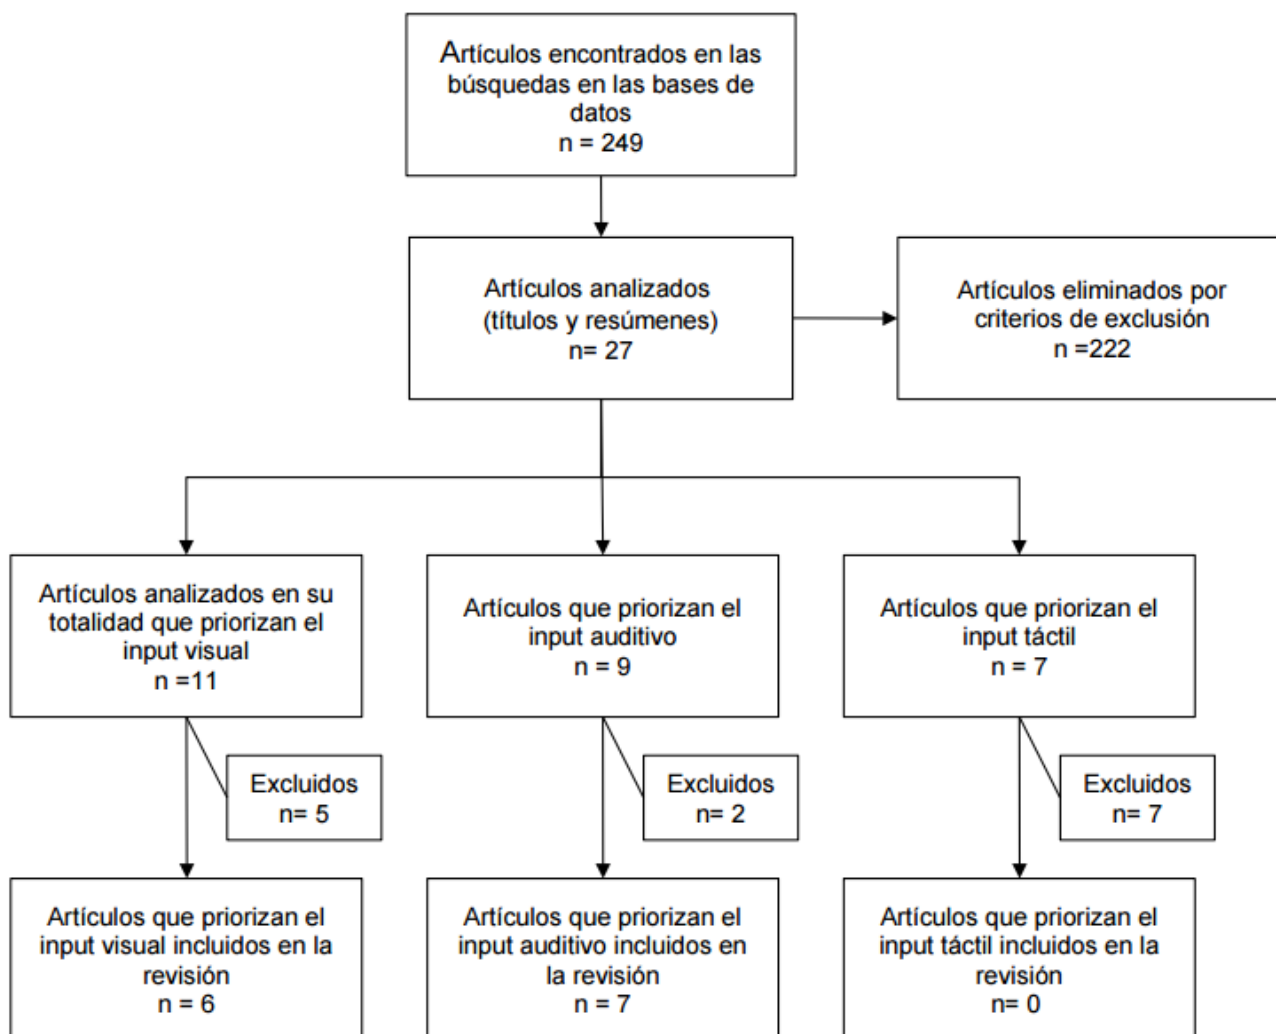 Artículos encontrados en las
búsquedas en las bases de
datos
n = 249
Artículos analizados
(títulos y resúmenes)
n= 27
Artículos eliminados por
criterios de exclusión
n =222
Artículos analizados en su
totalidad que priorizan el
input visual
n =11
Artículos que priorizan el
input auditivo
n = 9
Artículos que priorizan el
input táctil
n = 7
Excluidos
n= 5
Excluidos
n= 2
Excluidos
n= 7
Artículos que priorizan el
input visual incluidos en la
revisión
n = 6
Artículos que priorizan el
input auditivo incluidos en
la revisión
n = 7
Artículos que priorizan el
input táctil incluidos en la
revisión
n= 0